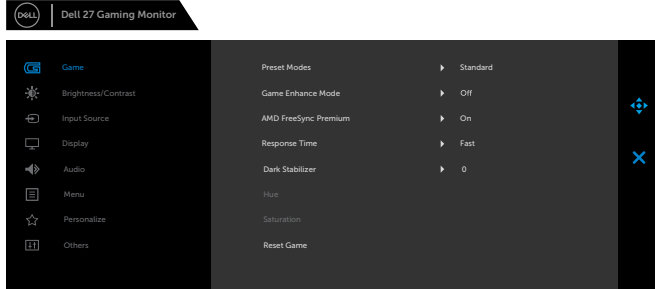 DELL Dell 27 Gaming Monitor
Game Preset Modes Standard
Brightness/Contrast Game Enhance Mode Off
Input Source AMD FreeSync Premium On
Display Response Time Fast
Audio Dark Stabilizer 0
Menu Hue
Personalize Saturation
Others Reset Game